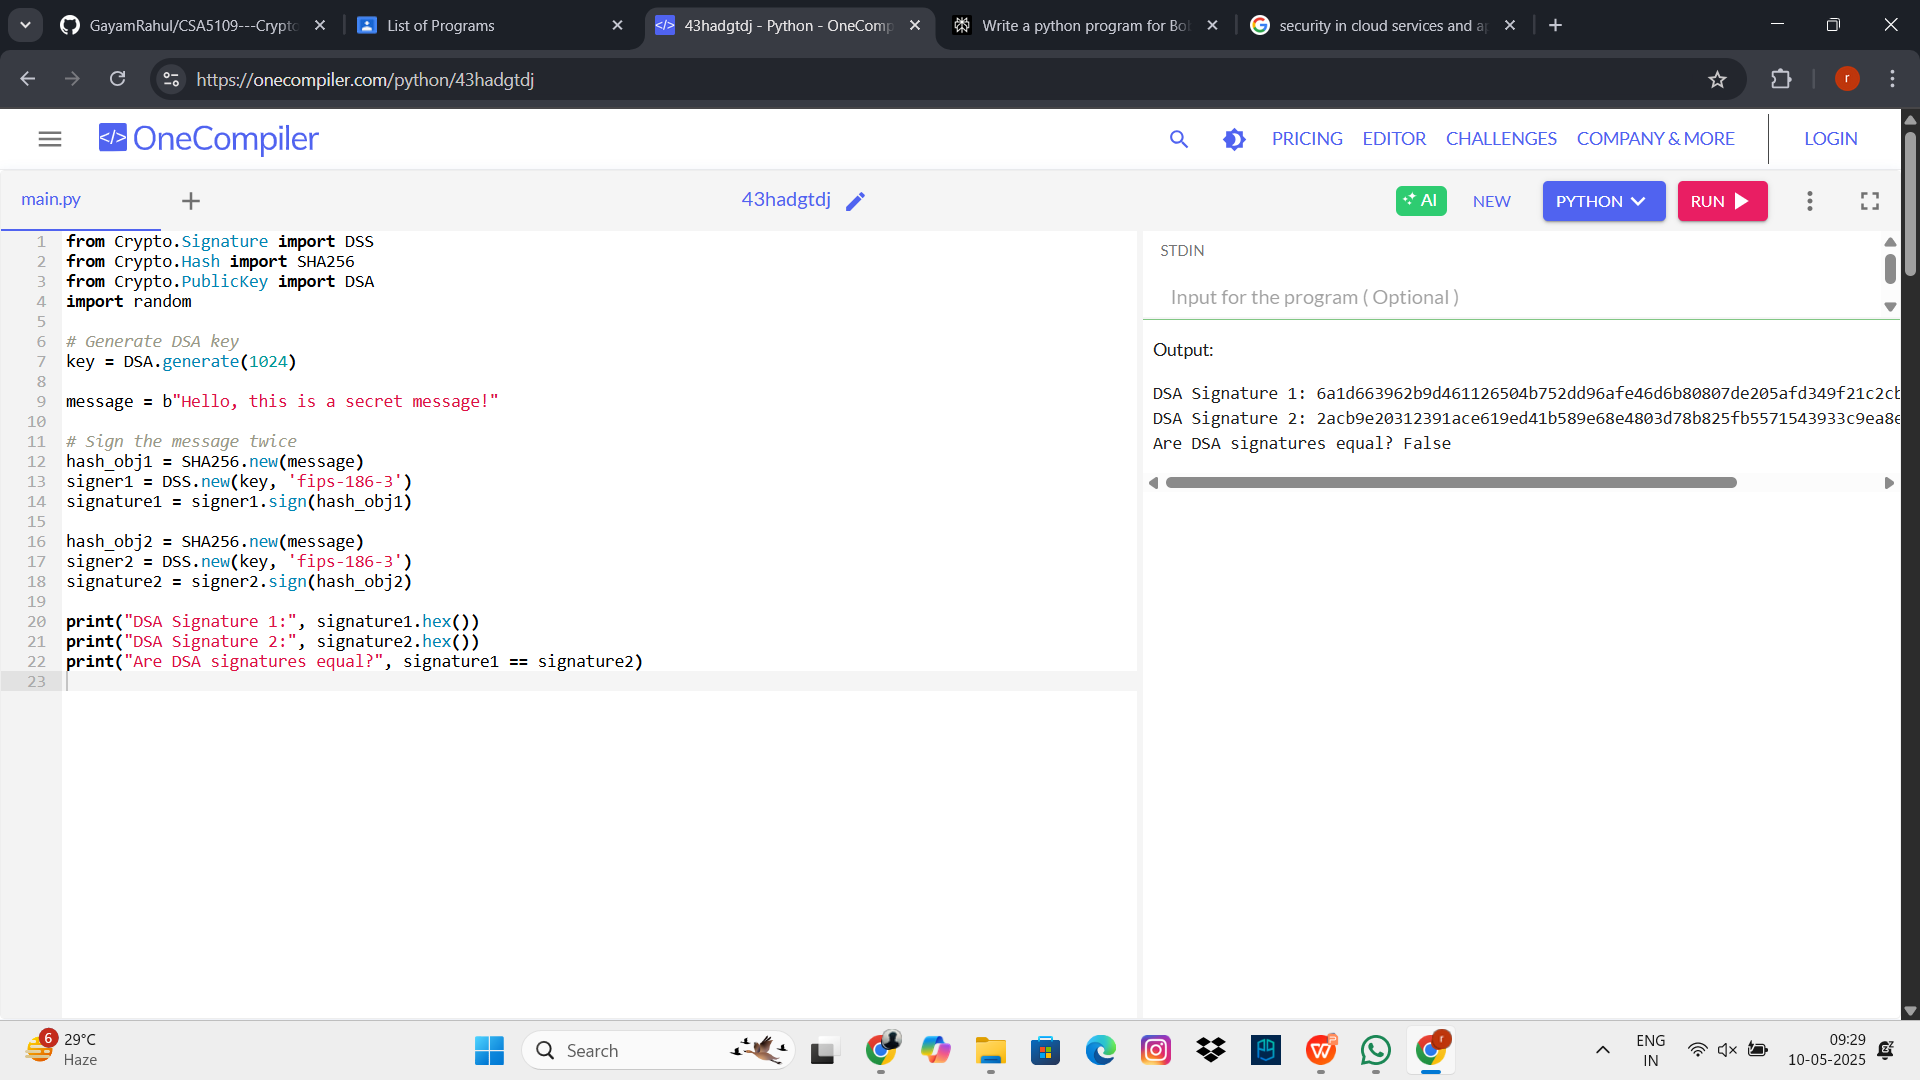 GayamRahul/CSA5109---Crypto
List of Programs
43hadgtdj - Python - OneComp
Write a python program for Bo
security in cloud services and a
https://onecompiler.com/python/43hadgtdj
r
</> OneCompiler
PRICING
EDITOR
CHALLENGES
COMPANY & MORE
LOGIN
main.py
43hadgtdj
AI
NEW
PYTHON
RUN
1 from Crypto.Signature import DSS
2 from Crypto.Hash import SHA256
3 from Crypto.PublicKey import DSA
4 import random
5
6 # Generate DSA key
7 key = DSA.generate(1024)
8
9 message = b"Hello, this is a secret message!"
10
11 # Sign the message twice
12 hash_obj1 = SHA256.new(message)
13 signer1 = DSS.new(key, 'fips-186-3')
14 signature1 = signer1.sign(hash_obj1)
15
16 hash_obj2 = SHA256.new(message)
17 signer2 = DSS.new(key, 'fips-186-3')
18 signature2 = signer2.sign(hash_obj2)
19
20 print("DSA Signature 1:", signature1.hex())
21 print("DSA Signature 2:", signature2.hex())
22 print("Are DSA signatures equal?", signature1 == signature2)
23
STDIN
Input for the program ( Optional )
Output:
DSA Signature 1: 6a1d663962b9d461126504b752dd96afe46d6b80807de205afd349f21c2cb
DSA Signature 2: 2acb9e20312391ace619ed41b589e68e4803d78b825fb5571543933c9ea8e
Are DSA signatures equal? False
6
29°C
Haze
Search
ENG
IN
09:29
10-05-2025